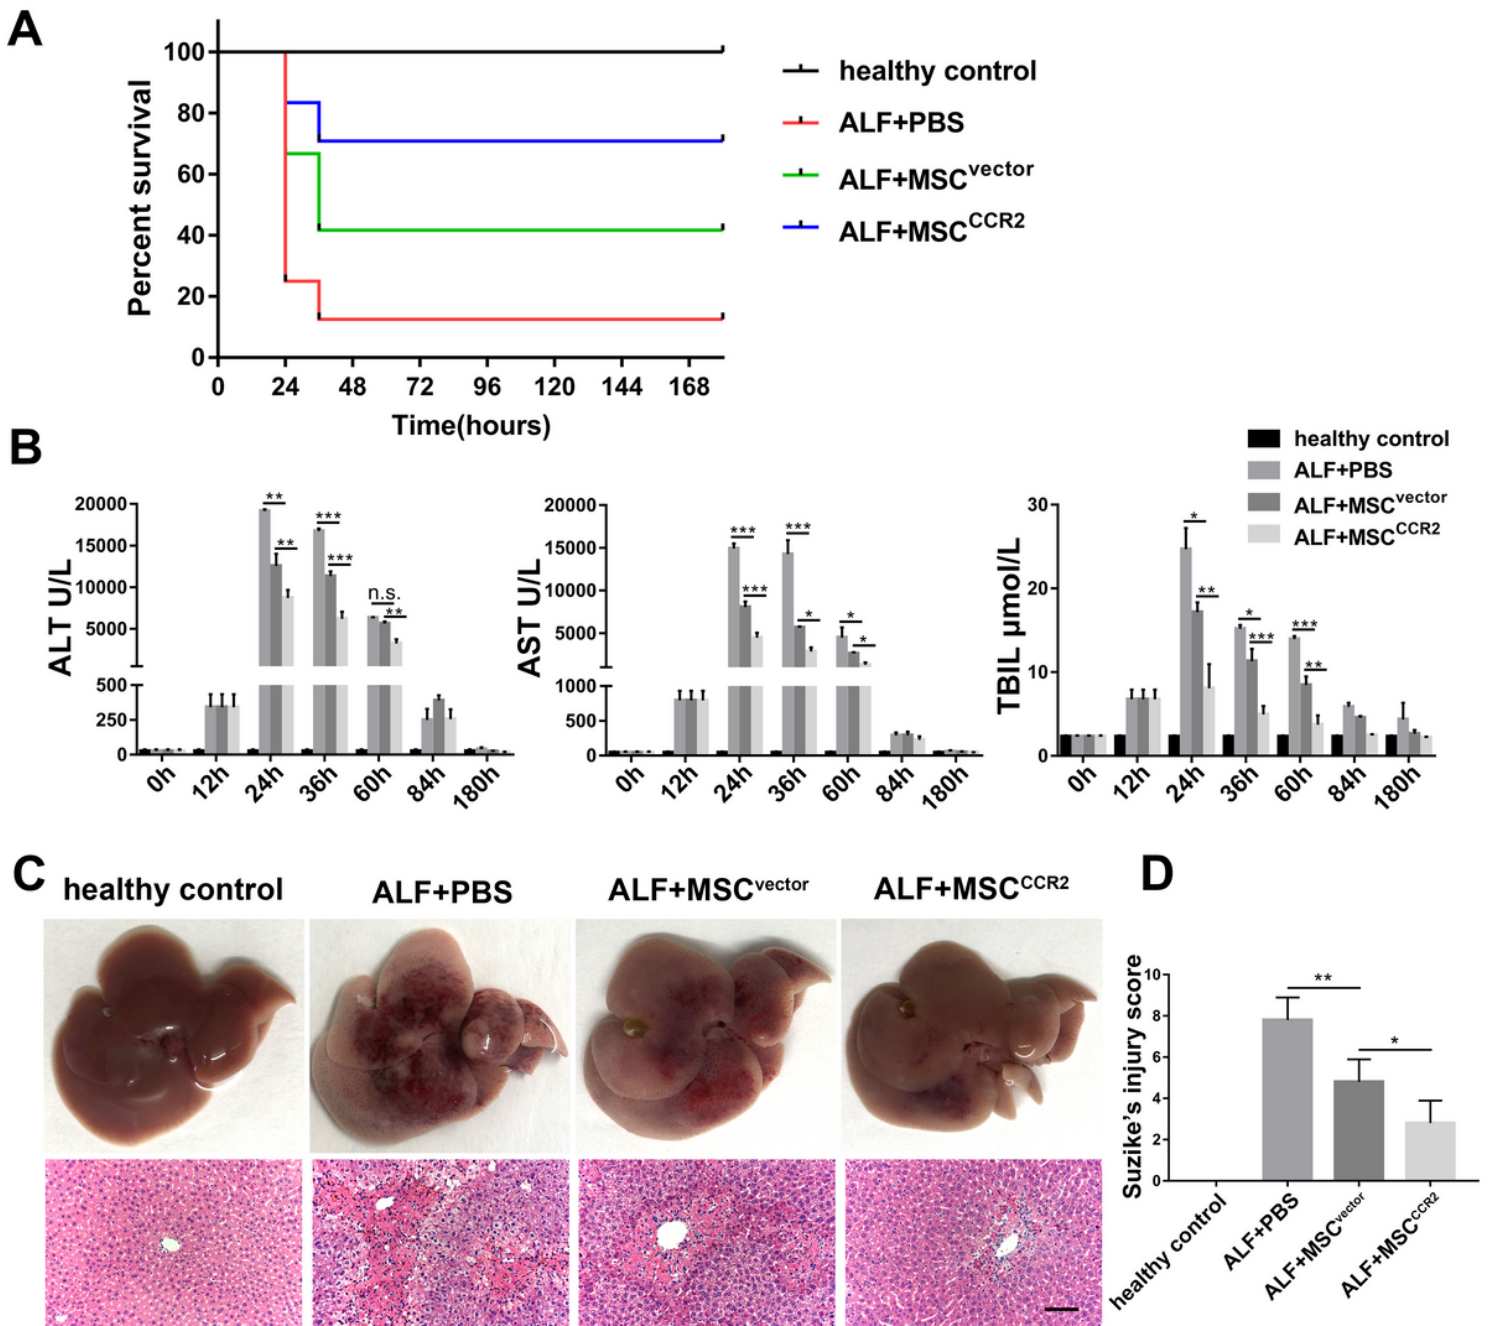 A
100
80
60
40
20
0
Percent survival
0 24 48 72 96 120 144 168
Time(hours)
healthy control
ALF+PBS
ALF+MSCvector
ALF+MSCCCR2
B
healthy control
ALF+PBS
ALF+MSCvector
ALF+MSCCCR2
ALT U/L
20000
15000
10000
5000
500
250
0
** ** *** *** n.s. **
0h 12h 24h 36h 60h 84h 180h
AST U/L
20000
15000
10000
5000
1000
500
0
*** *** *** * * *
0h 12h 24h 36h 60h 84h 180h
TBIL µmol/L
30
20
10
0
* ** * *** *** **
0h 12h 24h 36h 60h 84h 180h
C
healthy control ALF+PBS ALF+MSCvector ALF+MSCCCR2
D
Suzike's injury score
10
8
6
4
2
0
** *
healthy control
ALF+PBS
ALF+MSCvector
ALF+MSCCCR2